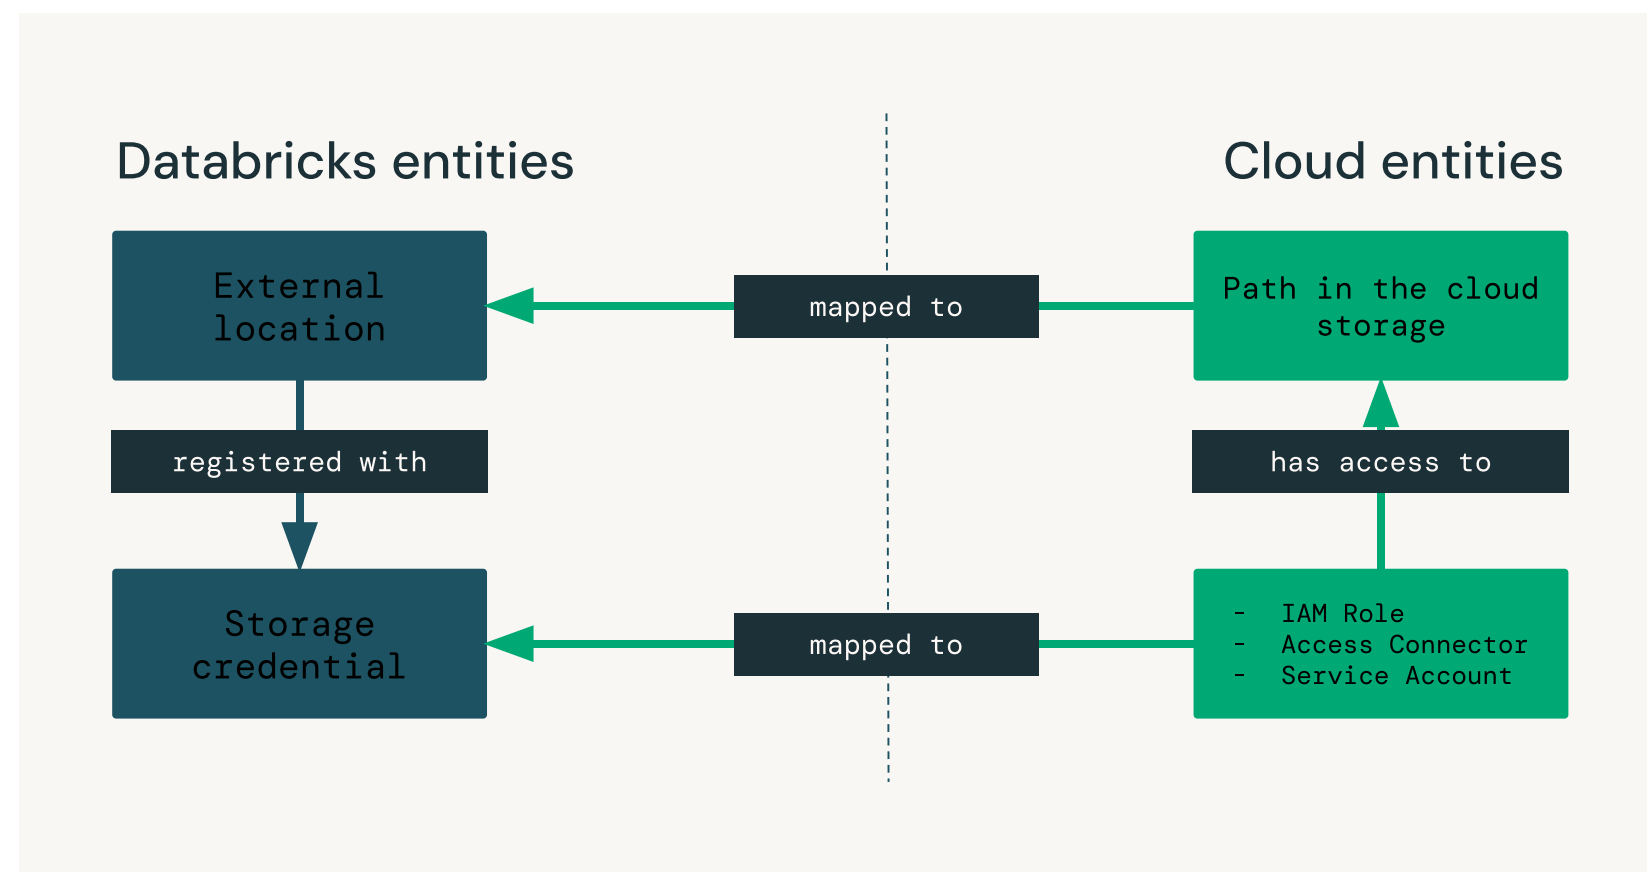 Databricks entities
Cloud entities
External
location
mapped to
Path in the cloud
storage
registered with
has access to
Storage
credential
mapped to
- IAM Role
- Access Connector
- Service Account